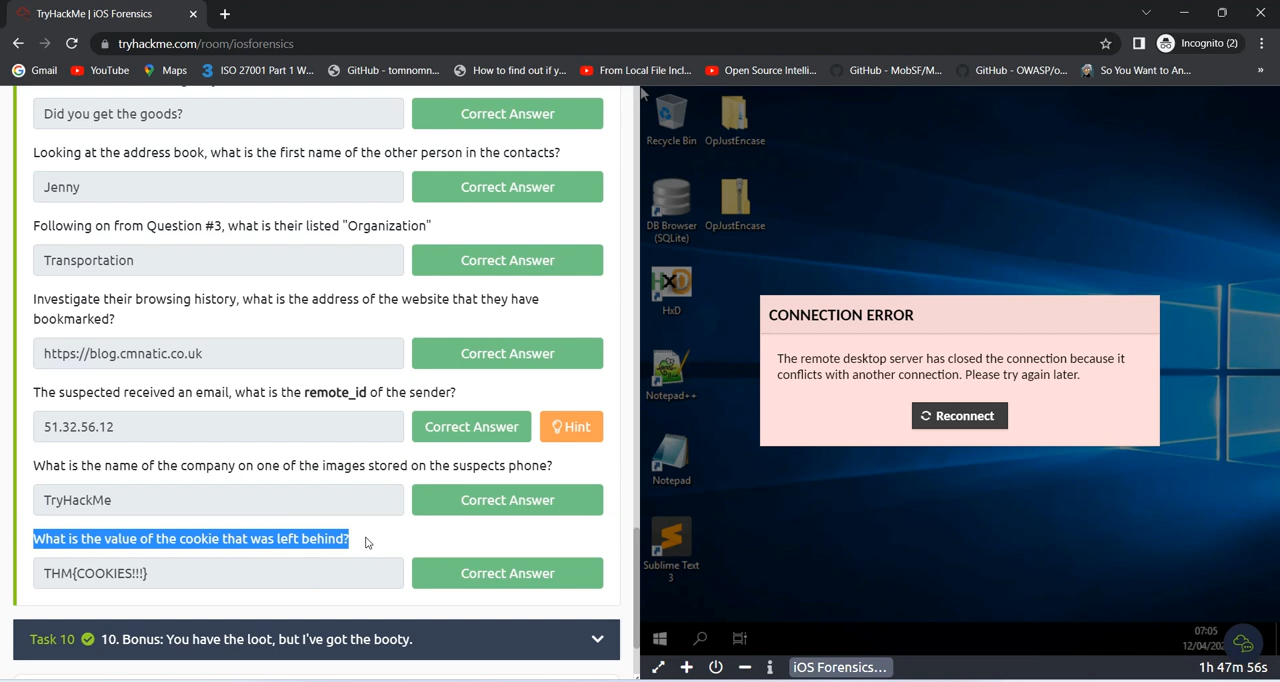 TryHackMe | iOS Forensics
tryhackme.com/room/iosforensics
Incognito (2)
Gmail
YouTube
Maps
ISO 27001 Part 1 W...
GitHub - tomnomn...
How to find out if y...
From Local File Incl...
Open Source Intelli...
GitHub - MobSF/M...
GitHub - OWASP/o...
So You Want to An...
»
Did you get the goods?
Correct Answer
Looking at the address book, what is the first name of the other person in the contacts?
Jenny
Correct Answer
Following on from Question #3, what is their listed "Organization"
Transportation
Correct Answer
Investigate their browsing history, what is the address of the website that they have
bookmarked?
https://blog.cmnatic.co.uk
Correct Answer
The suspected received an email, what is the remote_id of the sender?
51.32.56.12
Correct Answer
Hint
What is the name of the company on one of the images stored on the suspects phone?
TryHackMe
Correct Answer
What is the value of the cookie that was left behind?
THM{COOKIES!!!}
Correct Answer
Task 10
10. Bonus: You have the loot, but I've got the booty.
Recycle Bin
OpJustEncase
DB Browser
(SQLite)
OpJustEncase
HxD
HxD
Notepad++
Notepad
Sublime Text
3
CONNECTION ERROR
The remote desktop server has closed the connection because it
conflicts with another connection. Please try again later.
Reconnect
07:05
iOS Forensics...
1h 47m 56s